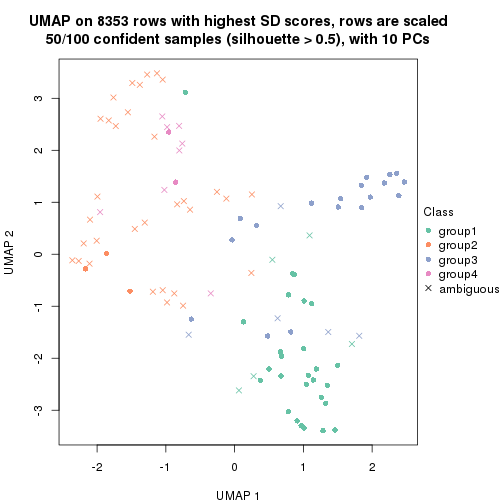 UMAP on 8353 rows with highest SD scores, rows are scaled
50/100 confident samples (silhouette > 0.5), with 10 PCs
3
2
1
0
-1
-2
-3
UMAP 2
-2
-1
0
1
2
UMAP 1
Class
group1
group2
group3
group4
ambiguous